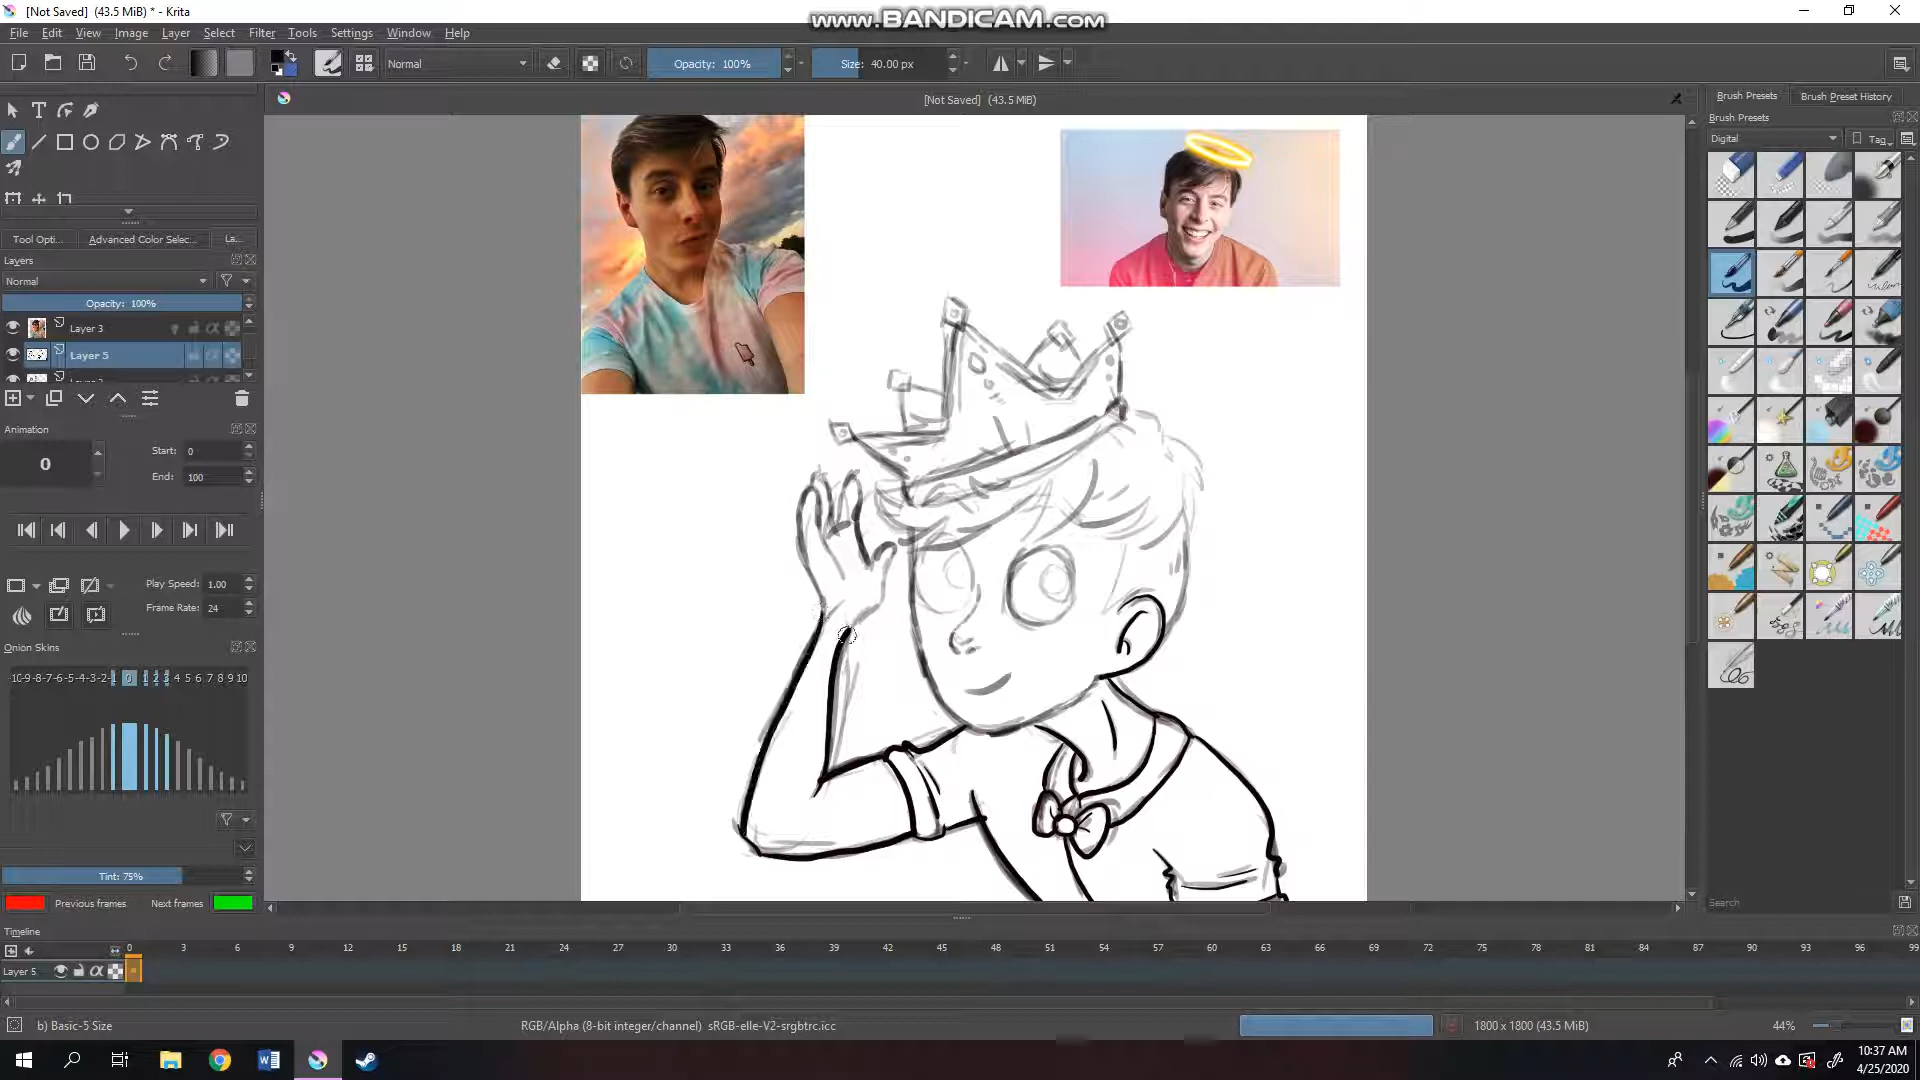 [Not Saved] (43.5 MiB) * - Krita
www.BANDICAM.com
File Edit View Image Layer Select Filter Tools Settings Window Help
Normal
Opacity: 100%
Size: 40.00 px
[Not Saved] (43.5 MiB)
Brush Presets
Brush Preset History
Brush Presets
Digital
Tag
Tool Opti...
Advanced Color Selec...
La...
Layers
Normal
Opacity: 100%
Layer 3
Layer 5
Animation
0
Start: 0
End: 100
Play Speed: 1.00
Frame Rate: 24
Onion Skins
-10-9-8-7-6-5-4-3-2-1 0 1 2 3 4 5 6 7 8 9 10
Tint: 75%
Previous frames
Next frames
Search
Timeline
0 3 6 9 12 15 18 21 24 27 30 33 36 39 42 45 48 51 54 57 60 63 66 69 72 75 78 81 84 87 90 93 96 99
Layer 5
b) Basic-5 Size
RGB/Alpha (8-bit integer/channel) sRGB-elle-V2-srgbtrc.icc
1800 x 1800 (43.5 MiB)
44%
10:37 AM
4/25/2020